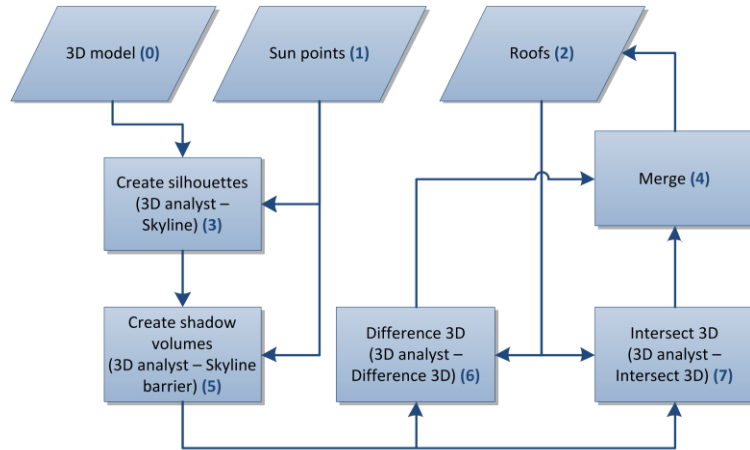 3D model (0)
Sun points (1)
Roofs (2)
Create silhouettes
(3D analyst –
Skyline) (3)
Merge (4)
Create shadow
volumes
(3D analyst – Skyline
barrier) (5)
Difference 3D
(3D analyst –
Difference 3D) (6)
Intersect 3D
(3D analyst –
Intersect 3D) (7)